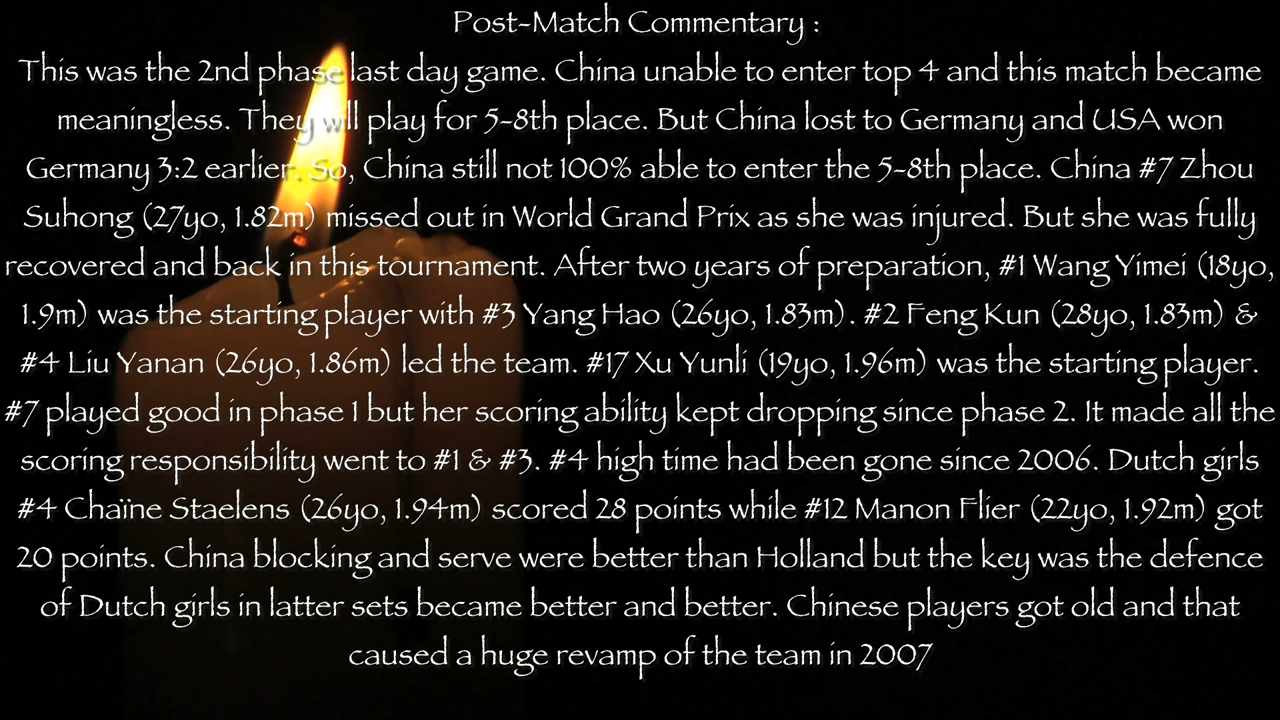 Post-Match Commentary :
This was the 2nd phase last day game. China unable to enter top 4 and this match became
meaningless. They will play for 5-8th place. But China lost to Germany and USA won
Germany 3:2 earlier. So, China still not 100% able to enter the 5-8th place. China #7 Zhou
Suhong (27yo, 1.82m) missed out in World Grand Prix as she was injured. But she was fully
recovered and back in this tournament. After two years of preparation, #1 Wang Yimei (18yo,
1.9m) was the starting player with #3 Yang Hao (26yo, 1.83m). #2 Feng Kun (28yo, 1.83m) &
#4 Liu Yanan (26yo, 1.86m) led the team. #17 Xu Yunli (19yo, 1.96m) was the starting player.
#7 played good in phase 1 but her scoring ability kept dropping since phase 2. It made all the
scoring responsibility went to #1 & #3. #4 high time had been gone since 2006. Dutch girls
#4 Chaïne Staelens (26yo, 1.94m) scored 28 points while #12 Manon Flier (22yo, 1.92m) got
20 points. China blocking and serve were better than Holland but the key was the defence
of Dutch girls in latter sets became better and better. Chinese players got old and that
caused a huge revamp of the team in 2007